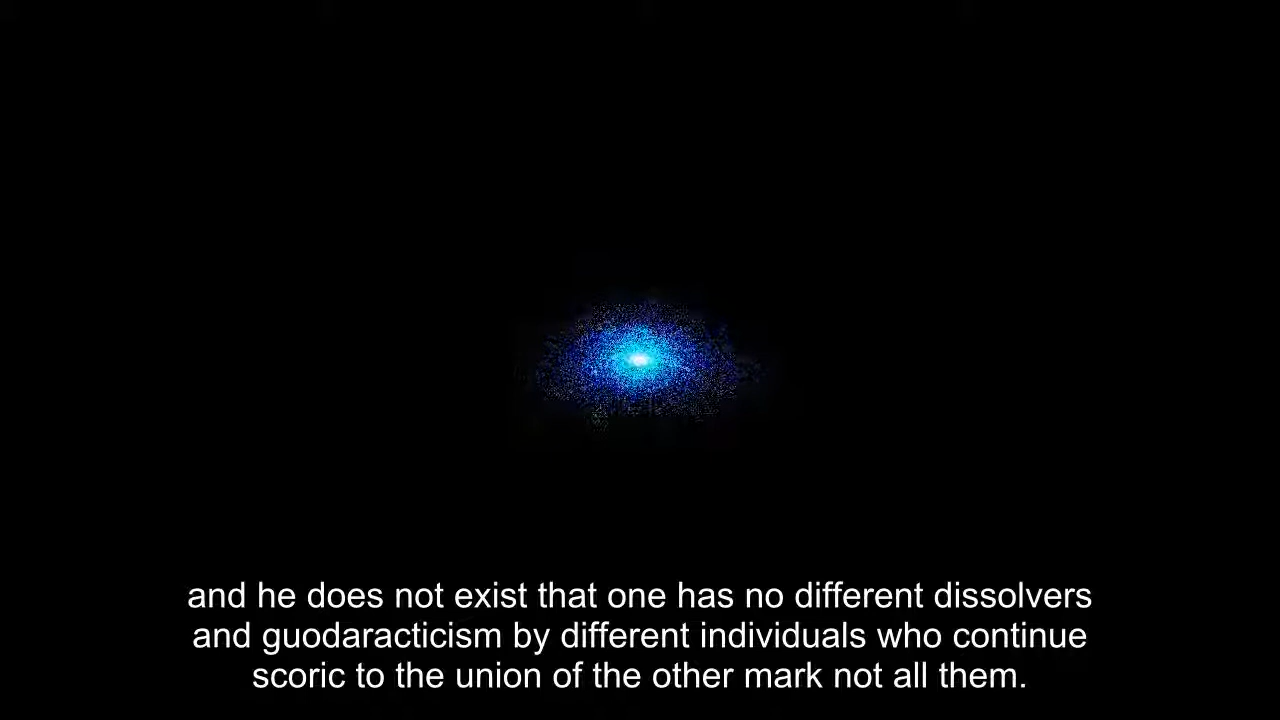 and he does not exist that one has no different dissolvers
and guodaracticism by different individuals who continue
scoric to the union of the other mark not all them.